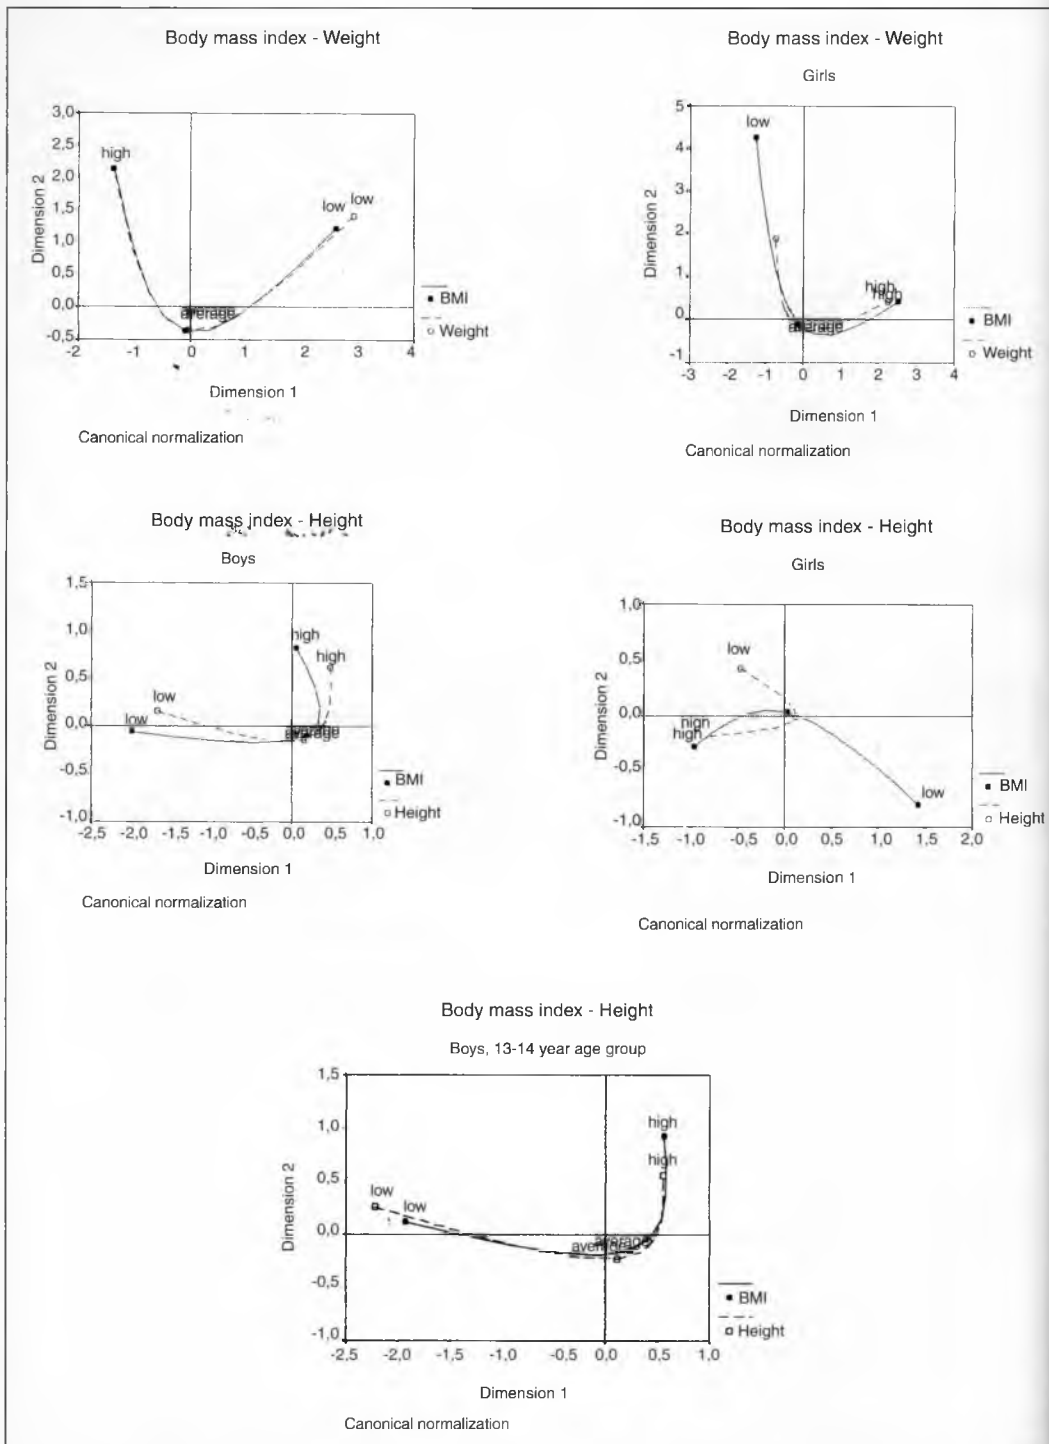 Body mass index - Weight
3,0
2,5
2,0
1,5
1,0
0,5
0,0
-0,5
Dimension 2
high
low
low
average
average
-2
-1
0
1
2
3
4
BMI
Weight
Dimension 1
Canonical normalization
Body mass index - Weight
Girls
5
4
3
2
1
0
-1
Dimension 2
low
high
high
average
-3
-2
-1
0
1
2
3
4
BMI
Weight
Dimension 1
Canonical normalization
Body mass index - Height
Boys
1,5
1,0
0,5
0,0
-0,5
-1,0
Dimension 2
high
high
low
low
average
average
-2,5
-2,0
-1,5
-1,0
-0,5
0,0
0,5
1,0
BMI
Height
Dimension 1
Canonical normalization
Body mass index - Height
Girls
1,0
0,5
0,0
-0,5
-1,0
Dimension 2
low
high
high
low
-1,5
-1,0
-0,5
0,0
0,5
1,0
1,5
2,0
BMI
Height
Dimension 1
Canonical normalization
Body mass index - Height
Boys, 13-14 year age group
1,5
1,0
0,5
0,0
-0,5
-1,0
Dimension 2
high
high
low
low
average
average
-2,5
-2,0
-1,5
-1,0
-0,5
0,0
0,5
1,0
BMI
Height
Dimension 1
Canonical normalization